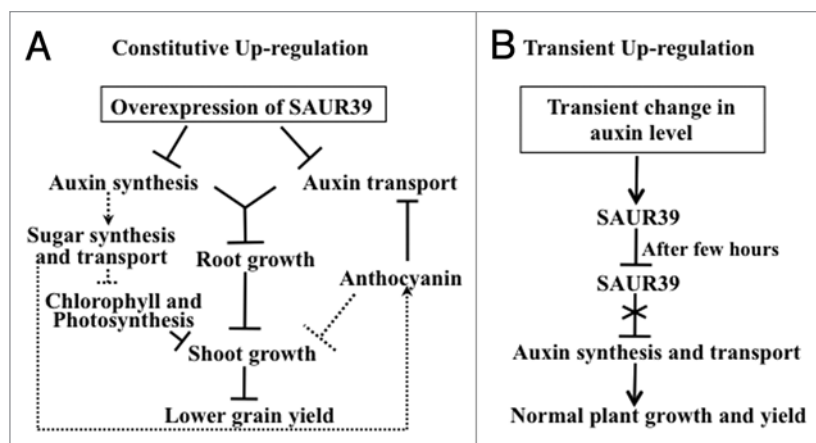 A
Constitutive Up-regulation
Overexpression of SAUR39
Auxin synthesis
Auxin transport
Sugar synthesis
and transport
Root growth
Anthocyanin
Chlorophyll and
Photosynthesis
Shoot growth
Lower grain yield
B
Transient Up-regulation
Transient change in
auxin level
SAUR39
After few hours
SAUR39
Auxin synthesis and transport
Normal plant growth and yield